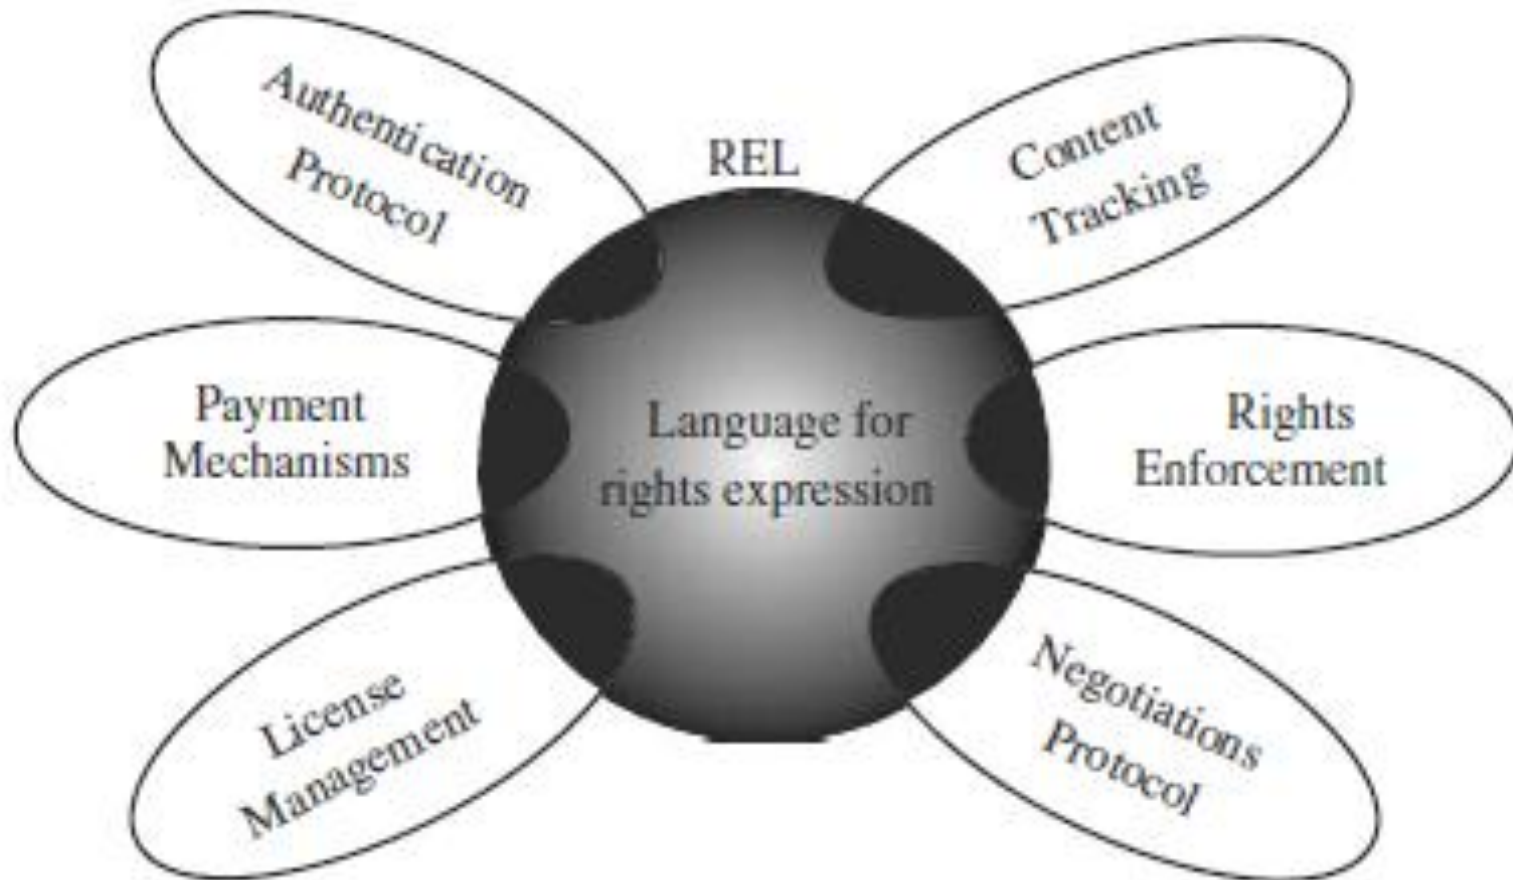 Authentication
Protocol
REL
Content
Tracking
Payment
Mechanisms
Language for
rights expression
Rights
Enforcement
License
Management
Negotiations
Protocol